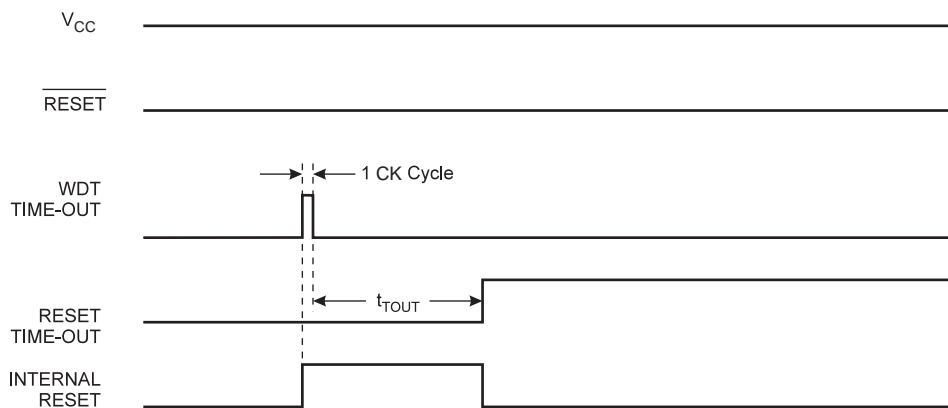 VCC
RESET
1 CK Cycle
WDT
TIME-OUT
tTOUT
RESET
TIME-OUT
INTERNAL
RESET